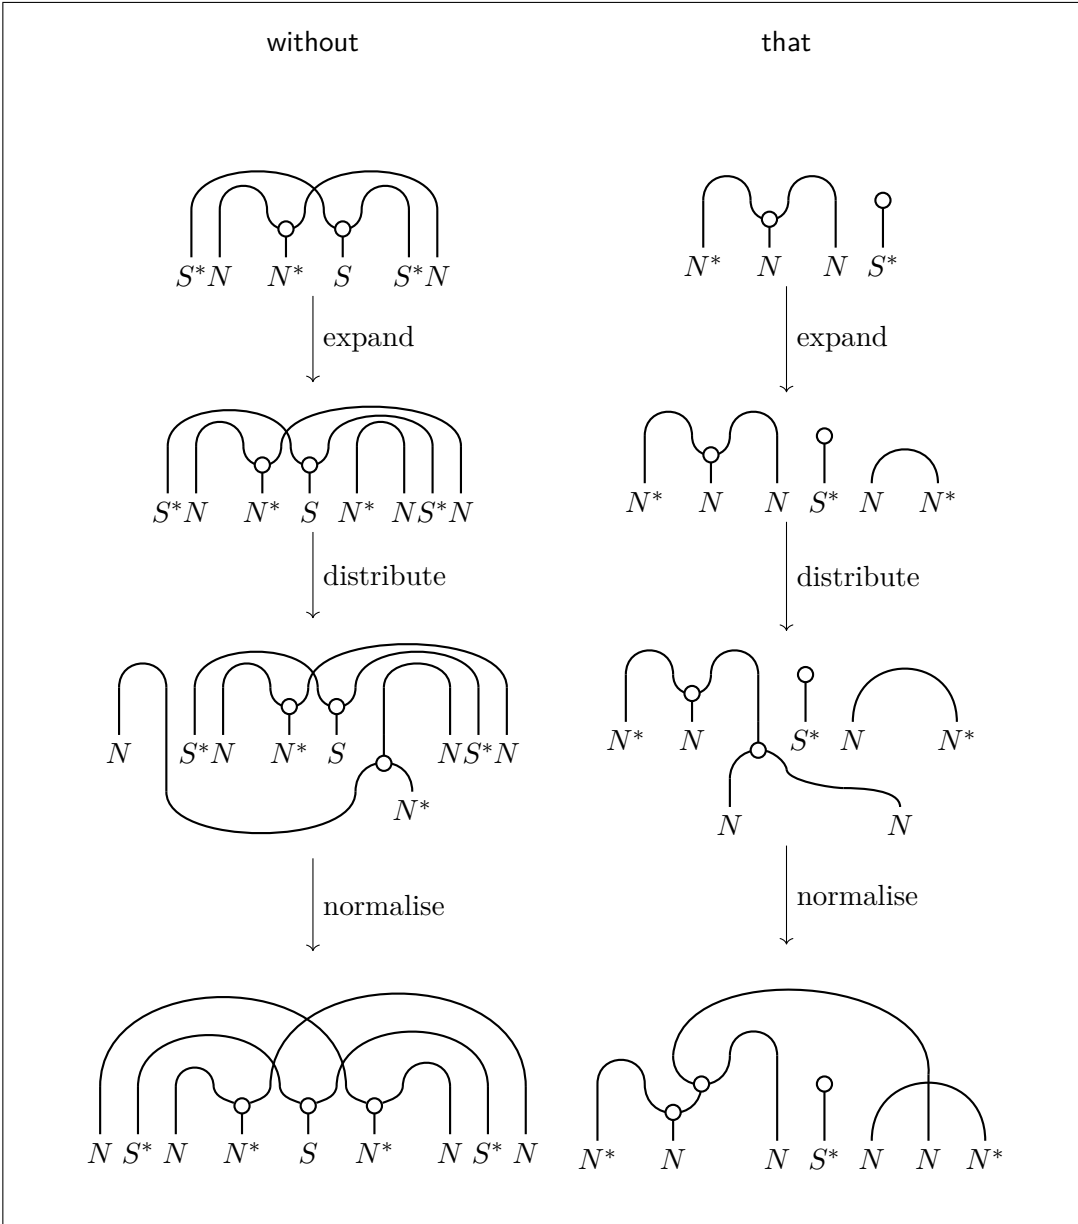 without that
S* N N* S S* N N* N N S*
expand expand
S* N N* S N* N S* N N* N N S* N N*
distribute distribute
N S* N N* S N S* N N* N S* N N*
N* N N
normalise normalise
N S* N N* S N* N S* N N* N N S* N N N*